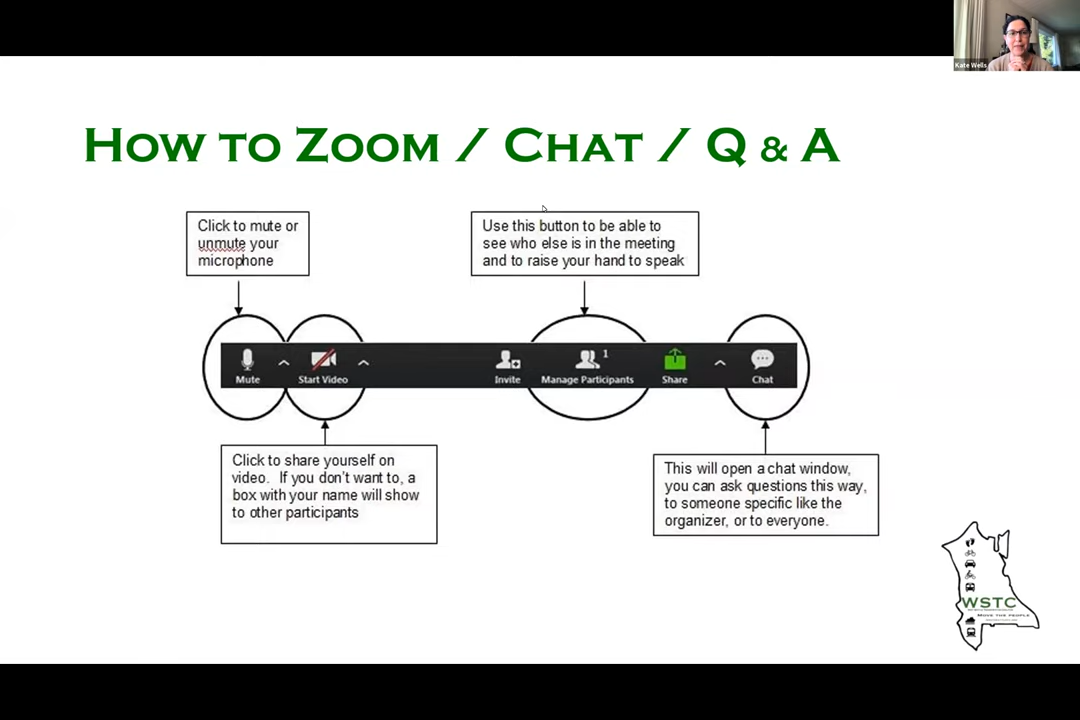 Kate Wells
How to Zoom / Chat / Q & A
Click to mute or
unmute your
microphone
Use this button to be able to
see who else is in the meeting
and to raise your hand to speak
Mute
Start Video
Invite
1
Manage Participants
Share
Chat
Click to share yourself on
video. If you don't want to, a
box with your name will show
to other participants
This will open a chat window,
you can ask questions this way,
to someone specific like the
organizer, or to everyone.
WSTC
Move the people